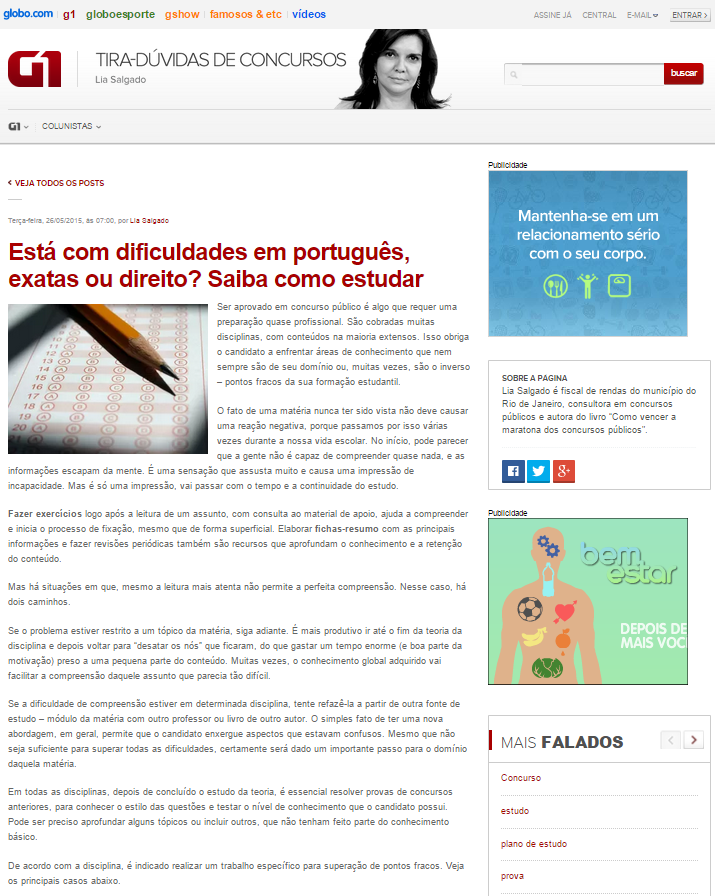 globo.com g1 globoesporte gshow famosos & etc vídeos
ASSINE JÁ CENTRAL E-MAIL ENTRAR
G1
TIRA-DÚVIDAS DE CONCURSOS
Lia Salgado
buscar
G1 COLUNISTAS
VEJA TODOS OS POSTS
Terça-feira, 26/05/2015, às 07:00, por Lia Salgado
Está com dificuldades em português,
exatas ou direito? Saiba como estudar
Ser aprovado em concurso público é algo que requer uma
preparação quase profissional. São cobradas muitas
disciplinas, com conteúdos na maioria extensos. Isso obriga
o candidato a enfrentar áreas de conhecimento que nem
sempre são de seu domínio ou, muitas vezes, são o inverso
– pontos fracos da sua formação estudantil.
O fato de uma matéria nunca ter sido vista não deve causar
uma reação negativa, porque passamos por isso várias
vezes durante a nossa vida escolar. No início, pode parecer
que a gente não é capaz de compreender quase nada, e as
informações escapam da mente. É uma sensação que assusta muito e causa uma impressão de
incapacidade. Mas é só uma impressão, vai passar com o tempo e a continuidade do estudo.
Fazer exercícios logo após a leitura de um assunto, com consulta ao material de apoio, ajuda a compreender
e inicia o processo de fixação, mesmo que de forma superficial. Elaborar fichas-resumo com as principais
informações e fazer revisões periódicas também são recursos que aprofundam o conhecimento e a retenção
do conteúdo.
Mas há situações em que, mesmo a leitura mais atenta não permite a perfeita compreensão. Nesse caso, há
dois caminhos.
Se o problema estiver restrito a um tópico da matéria, siga adiante. É mais produtivo ir até o fim da teoria da
disciplina e depois voltar para “desatar os nós” que ficaram, do que gastar um tempo enorme (e boa parte da
motivação) preso a uma pequena parte do conteúdo. Muitas vezes, o conhecimento global adquirido vai
facilitar a compreensão daquele assunto que parecia tão difícil.
Se a dificuldade de compreensão estiver em determinada disciplina, tente refazê-la a partir de outra fonte de
estudo – módulo da matéria com outro professor ou livro de outro autor. O simples fato de ter uma nova
abordagem, em geral, permite que o candidato enxergue aspectos que estavam confusos. Mesmo que não
seja suficiente para superar todas as dificuldades, certamente será dado um importante passo para o domínio
daquela matéria.
Em todas as disciplinas, depois de concluído o estudo da teoria, é essencial resolver provas de concursos
anteriores, para conhecer o estilo das questões e testar o nível de conhecimento que o candidato possui.
Pode ser preciso aprofundar alguns tópicos ou incluir outros, que não tenham feito parte do conhecimento
básico.
De acordo com a disciplina, é indicado realizar um trabalho específico para superação de pontos fracos. Veja
os principais casos abaixo.
Publicidade
Mantenha-se em um
relacionamento sério
com o seu corpo.
SOBRE A PÁGINA
Lia Salgado é fiscal de rendas do município do
Rio de Janeiro, consultora em concursos
públicos e autora do livro “Como vencer a
maratona dos concursos públicos”.
Publicidade
bem
estar
DEPOIS DE
MAIS VOCÊ
MAIS FALADOS
Concurso
estudo
plano de estudo
prova